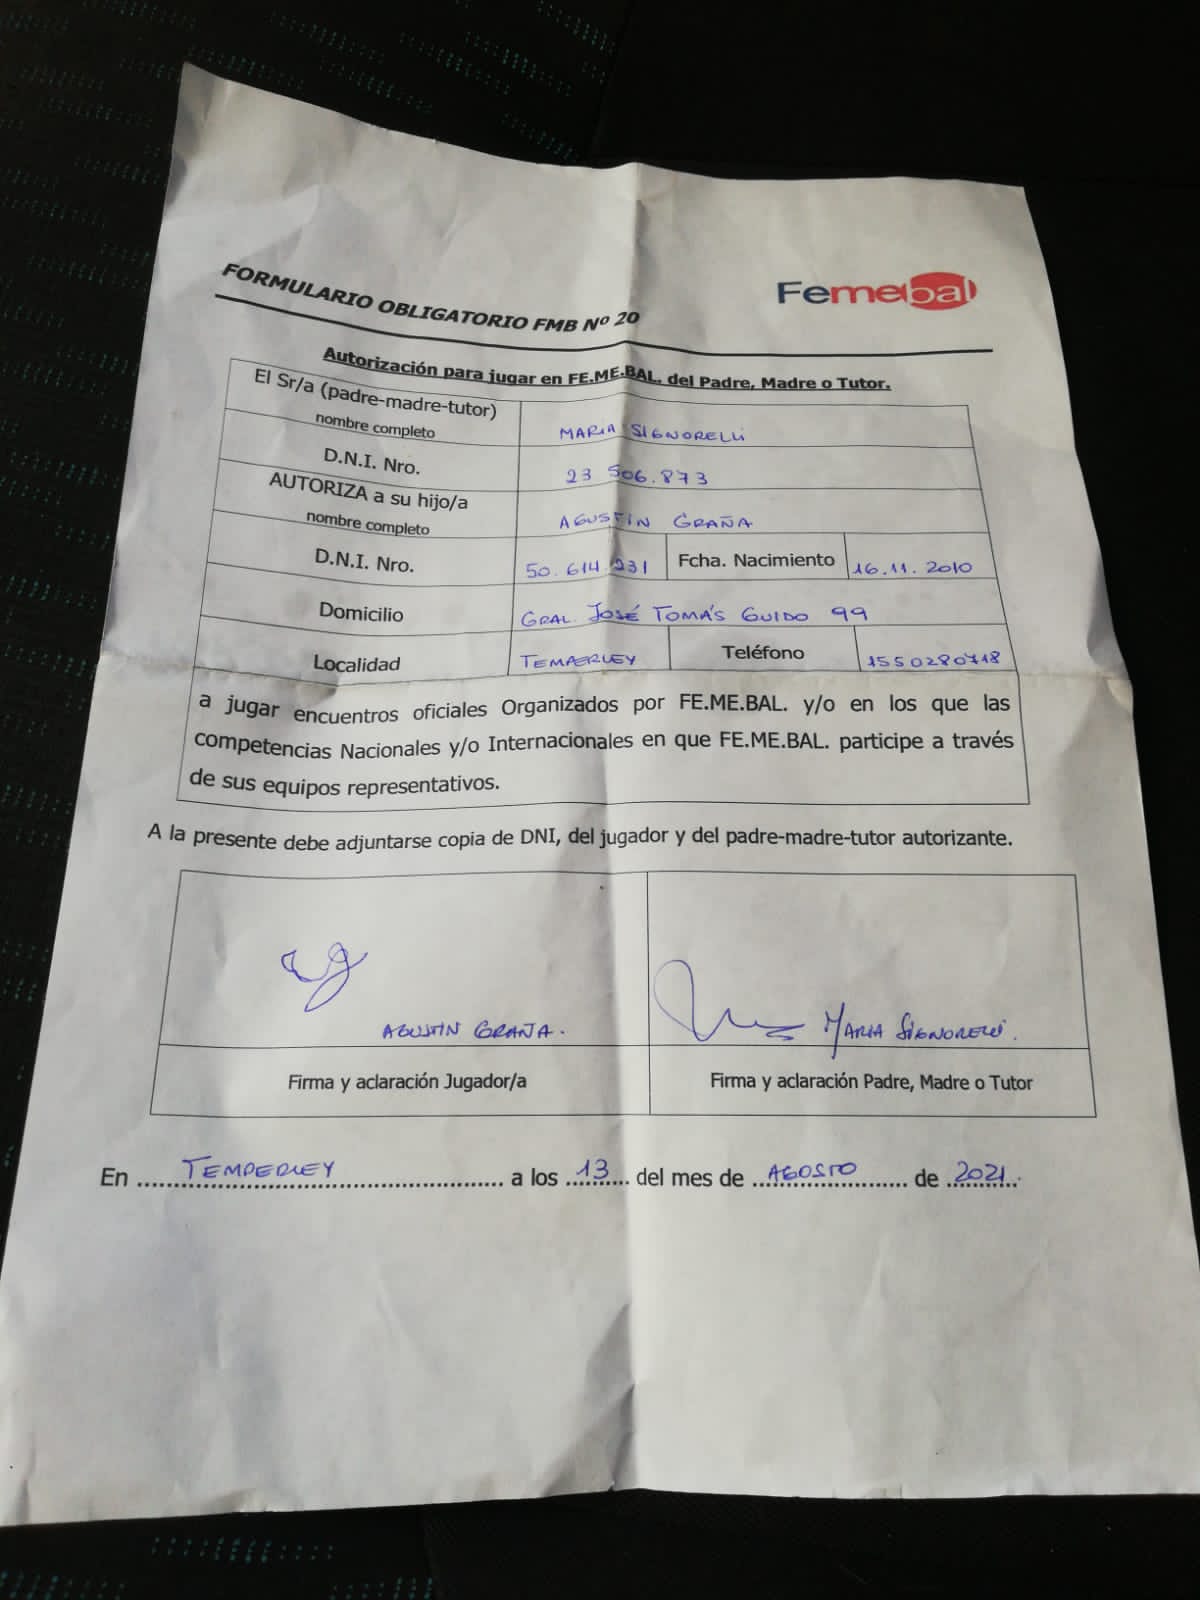 FORMULARIO OBLIGATORIO FMB Nº 20
Femebal
Autorización para jugar en FE.ME.BAL. del Padre, Madre o Tutor.
El Sr/a (padre-madre-tutor)
nombre completo
MARIA SIGNORELLI
D.N.I. Nro.
23 506.873
AUTORIZA a su hijo/a
nombre completo
AGUSTIN GRAÑA
D.N.I. Nro.
50.614.231
Fcha. Nacimiento
16.11.2010
Domicilio
GRAL. JOSÉ TOMÁS GUIDO 99
Localidad
TEMPERLEY
Teléfono
1550280718
a jugar encuentros oficiales Organizados por FE.ME.BAL. y/o en los que las
competencias Nacionales y/o Internacionales en que FE.ME.BAL. participe a través
de sus equipos representativos.
A la presente debe adjuntarse copia de DNI, del jugador y del padre-madre-tutor autorizante.
AGUSTIN GRAÑA.
MARIA SIGNORELLI.
Firma y aclaración Jugador/a
Firma y aclaración Padre, Madre o Tutor
En TEMPERLEY a los 13 del mes de AGOSTO de 2021.